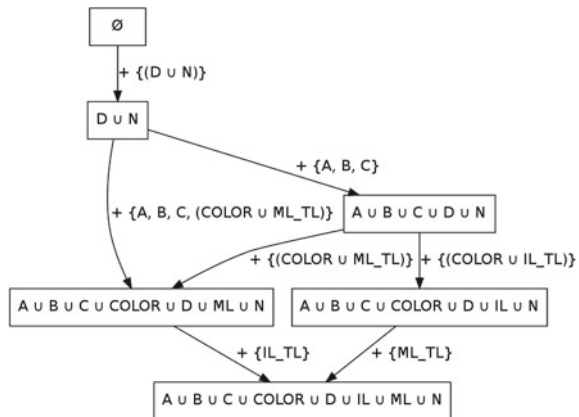 Ø
+ {(D ∪ N)}
D ∪ N
+ {A, B, C}
+ {A, B, C, (COLOR ∪ ML_TL)}
A ∪ B ∪ C ∪ D ∪ N
+ {(COLOR ∪ ML_TL)}
+ {(COLOR ∪ IL_TL)}
A ∪ B ∪ C ∪ COLOR ∪ D ∪ ML ∪ N
A ∪ B ∪ C ∪ COLOR ∪ D ∪ IL ∪ N
+ {IL_TL}
+ {ML_TL}
A ∪ B ∪ C ∪ COLOR ∪ D ∪ IL ∪ ML ∪ N